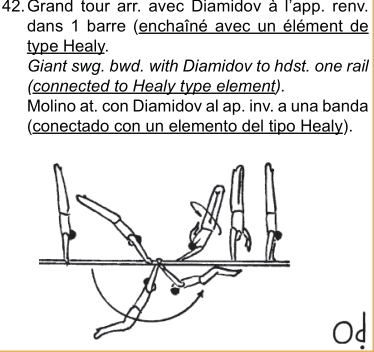 42. Grand tour arr. avec Diamidov à l'app. renv.
dans 1 barre (enchaîné avec un élément de
type Healy.
Giant swg. bwd. with Diamidov to hdst. one rail
(connected to Healy type element).
Molino at. con Diamidov al ap. inv. a una banda
(conectado con un elemento del tipo Healy).